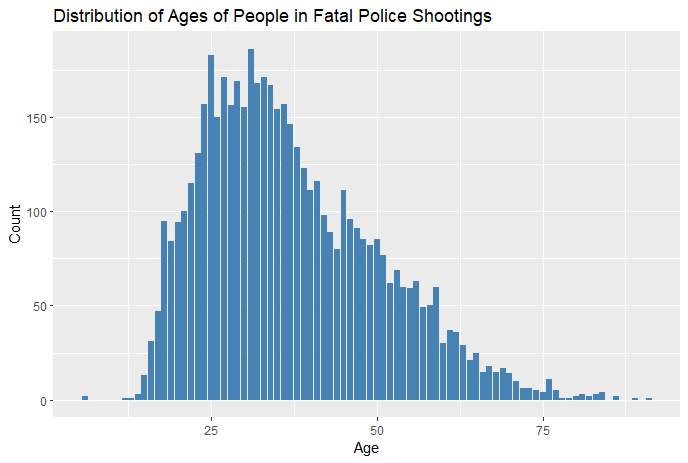 Distribution of Ages of People in Fatal Police Shootings
150
100
50
0
Count
25 50 75
Age